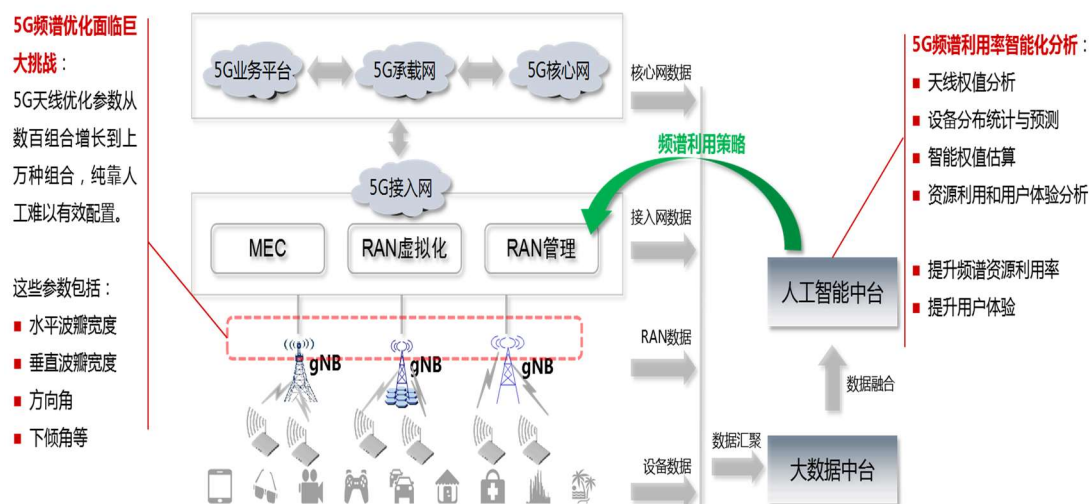 5G频谱优化面临巨
大挑战：
5G天线优化参数从
数百组合增长到上
万种组合，纯靠人
工难以有效配置。
这些参数包括：
水平波瓣宽度
垂直波瓣宽度
方向角
下倾角等
5G业务平台
5G承载网
5G核心网
5G接入网
MEC
RAN虚拟化
RAN管理
gNB
gNB
gNB
核心网数据
频谱利用策略
接入网数据
RAN数据
设备数据
数据汇聚
大数据中台
数据融合
人工智能中台
5G频谱利用率智能化分析：
天线权值分析
设备分布统计与预测
智能权值估算
资源利用和用户体验分析
提升频谱资源利用率
提升用户体验